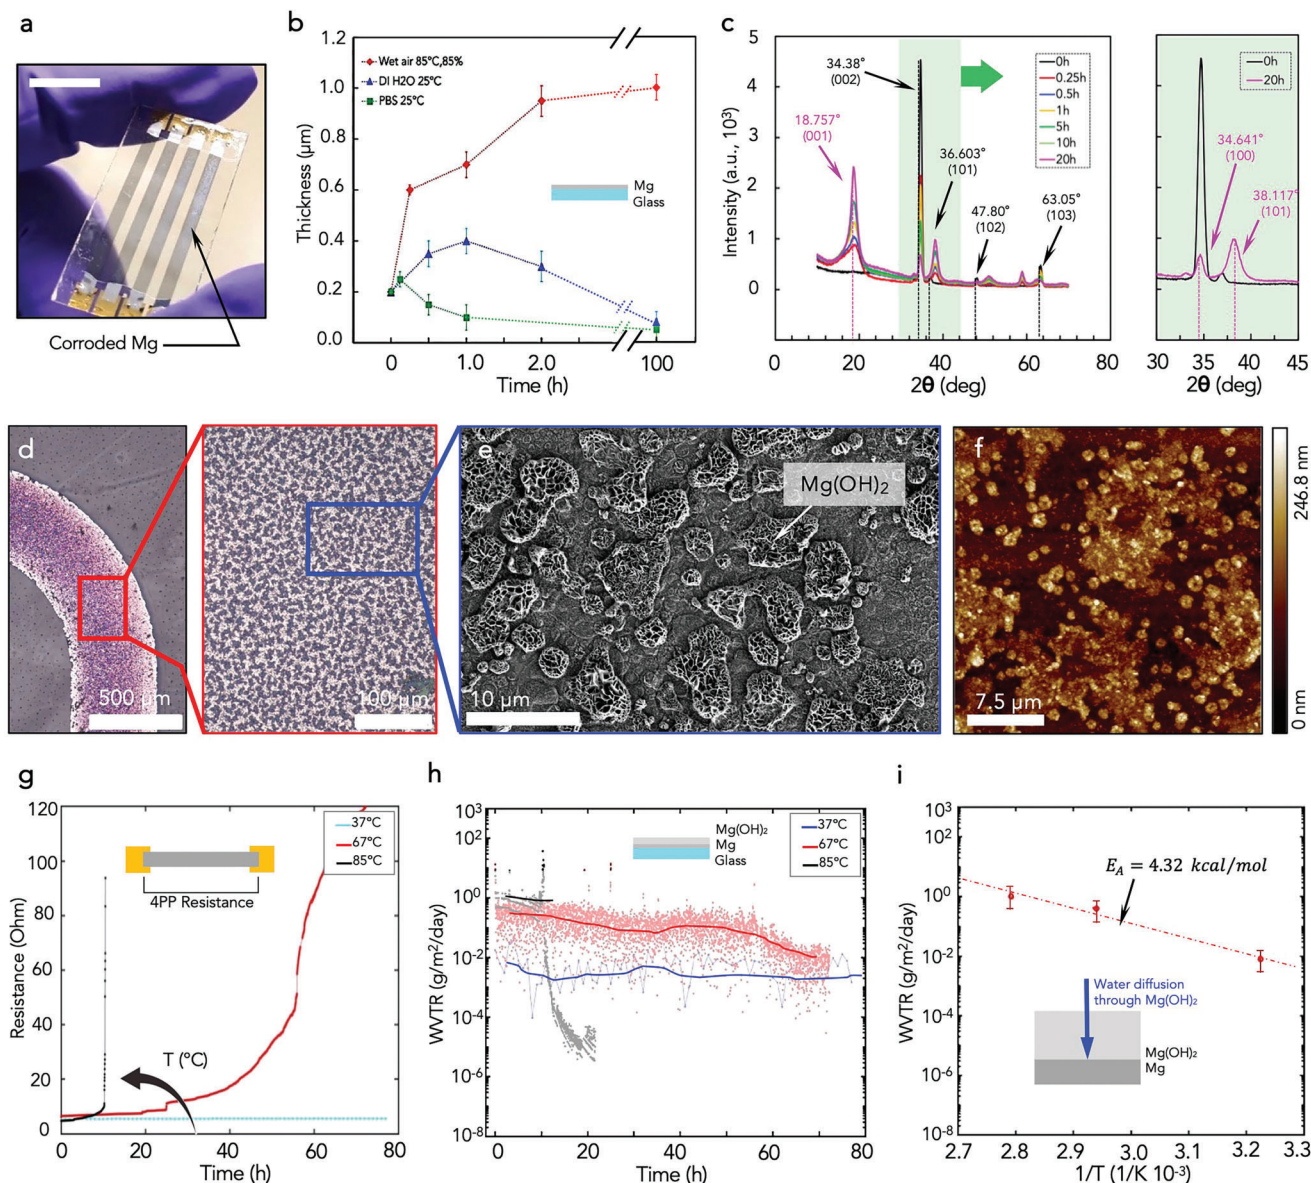 a
Corroded Mg
b
Thickness (μm)
1.2
1.0
0.8
0.6
0.4
0.2
0.0
Wet air 85°C,85%
DI H2O 25°C
PBS 25°C
Mg
Glass
0
1.0
2.0
100
Time (h)
c
Intensity (a.u., 10³)
5
4
3
2
1
0
34.38°
(002)
18.757°
(001)
36.603°
(101)
47.80°
(102)
63.05°
(103)
0h
0.25h
0.5h
1h
5h
10h
20h
0
20
40
60
80
2θ (deg)
0h
20h
34.641°
(100)
38.117°
(101)
30
35
40
45
2θ (deg)
d
500 μm
100 μm
e
Mg(OH)₂
10 μm
f
7.5 μm
246.8 nm
0 nm
g
Resistance (Ohm)
120
100
80
60
40
20
0
37°C
67°C
85°C
4PP Resistance
T (°C)
0
20
40
60
80
Time (h)
h
WVTR (g/m²/day)
10³
10²
10⁰
10⁻²
10⁻⁴
10⁻⁶
10⁻⁸
Mg(OH)₂
Mg
Glass
37°C
67°C
85°C
0
10
20
30
40
50
60
70
80
Time (h)
i
WVTR (g/m²/day)
10³
10²
10⁰
10⁻²
10⁻⁴
10⁻⁶
10⁻⁸
E_A = 4.32 kcal/mol
Water diffusion
through Mg(OH)₂
Mg(OH)₂
Mg
2.7
2.8
2.9
3.0
3.1
3.2
3.3
1/T (1/K 10⁻³)